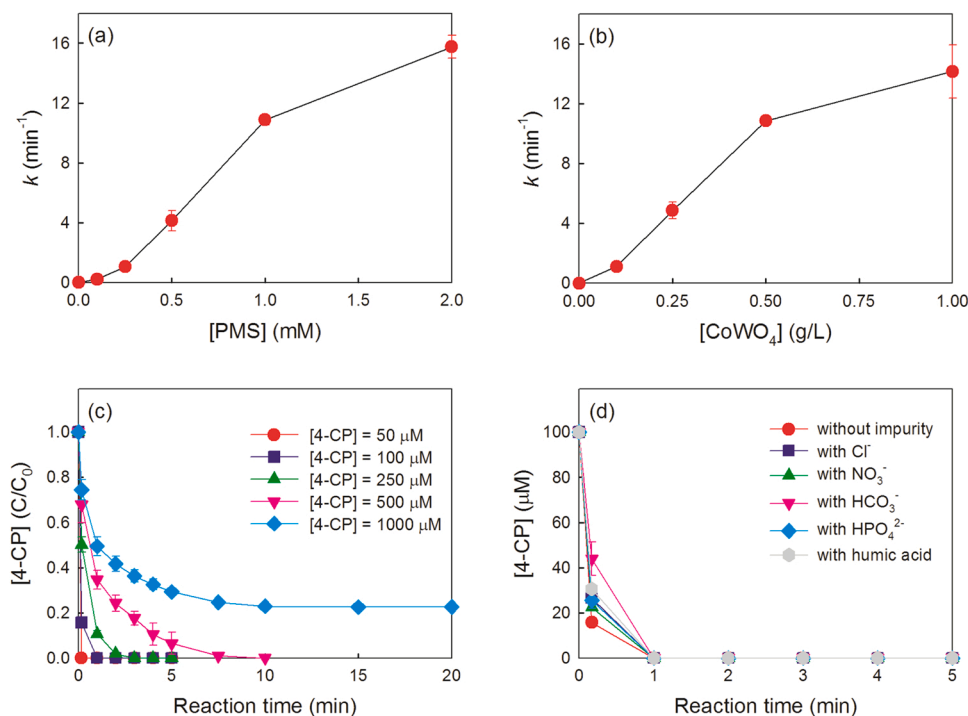 (a)
16
12
8
4
0
k (min⁻¹)
0.0 0.5 1.0 1.5 2.0
[PMS] (mM)
(b)
16
12
8
4
0
k (min⁻¹)
0.00 0.25 0.50 0.75 1.00
[CoWO₄] (g/L)
(c)
[4-CP] = 50 μM
[4-CP] = 100 μM
[4-CP] = 250 μM
[4-CP] = 500 μM
[4-CP] = 1000 μM
1.0
0.8
0.6
0.4
0.2
0.0
[4-CP] (C/C₀)
0 5 10 15 20
Reaction time (min)
(d)
without impurity
with Cl⁻
with NO₃⁻
with HCO₃⁻
with HPO₄²⁻
with humic acid
100
80
60
40
20
0
[4-CP] (μM)
0 1 2 3 4 5
Reaction time (min)